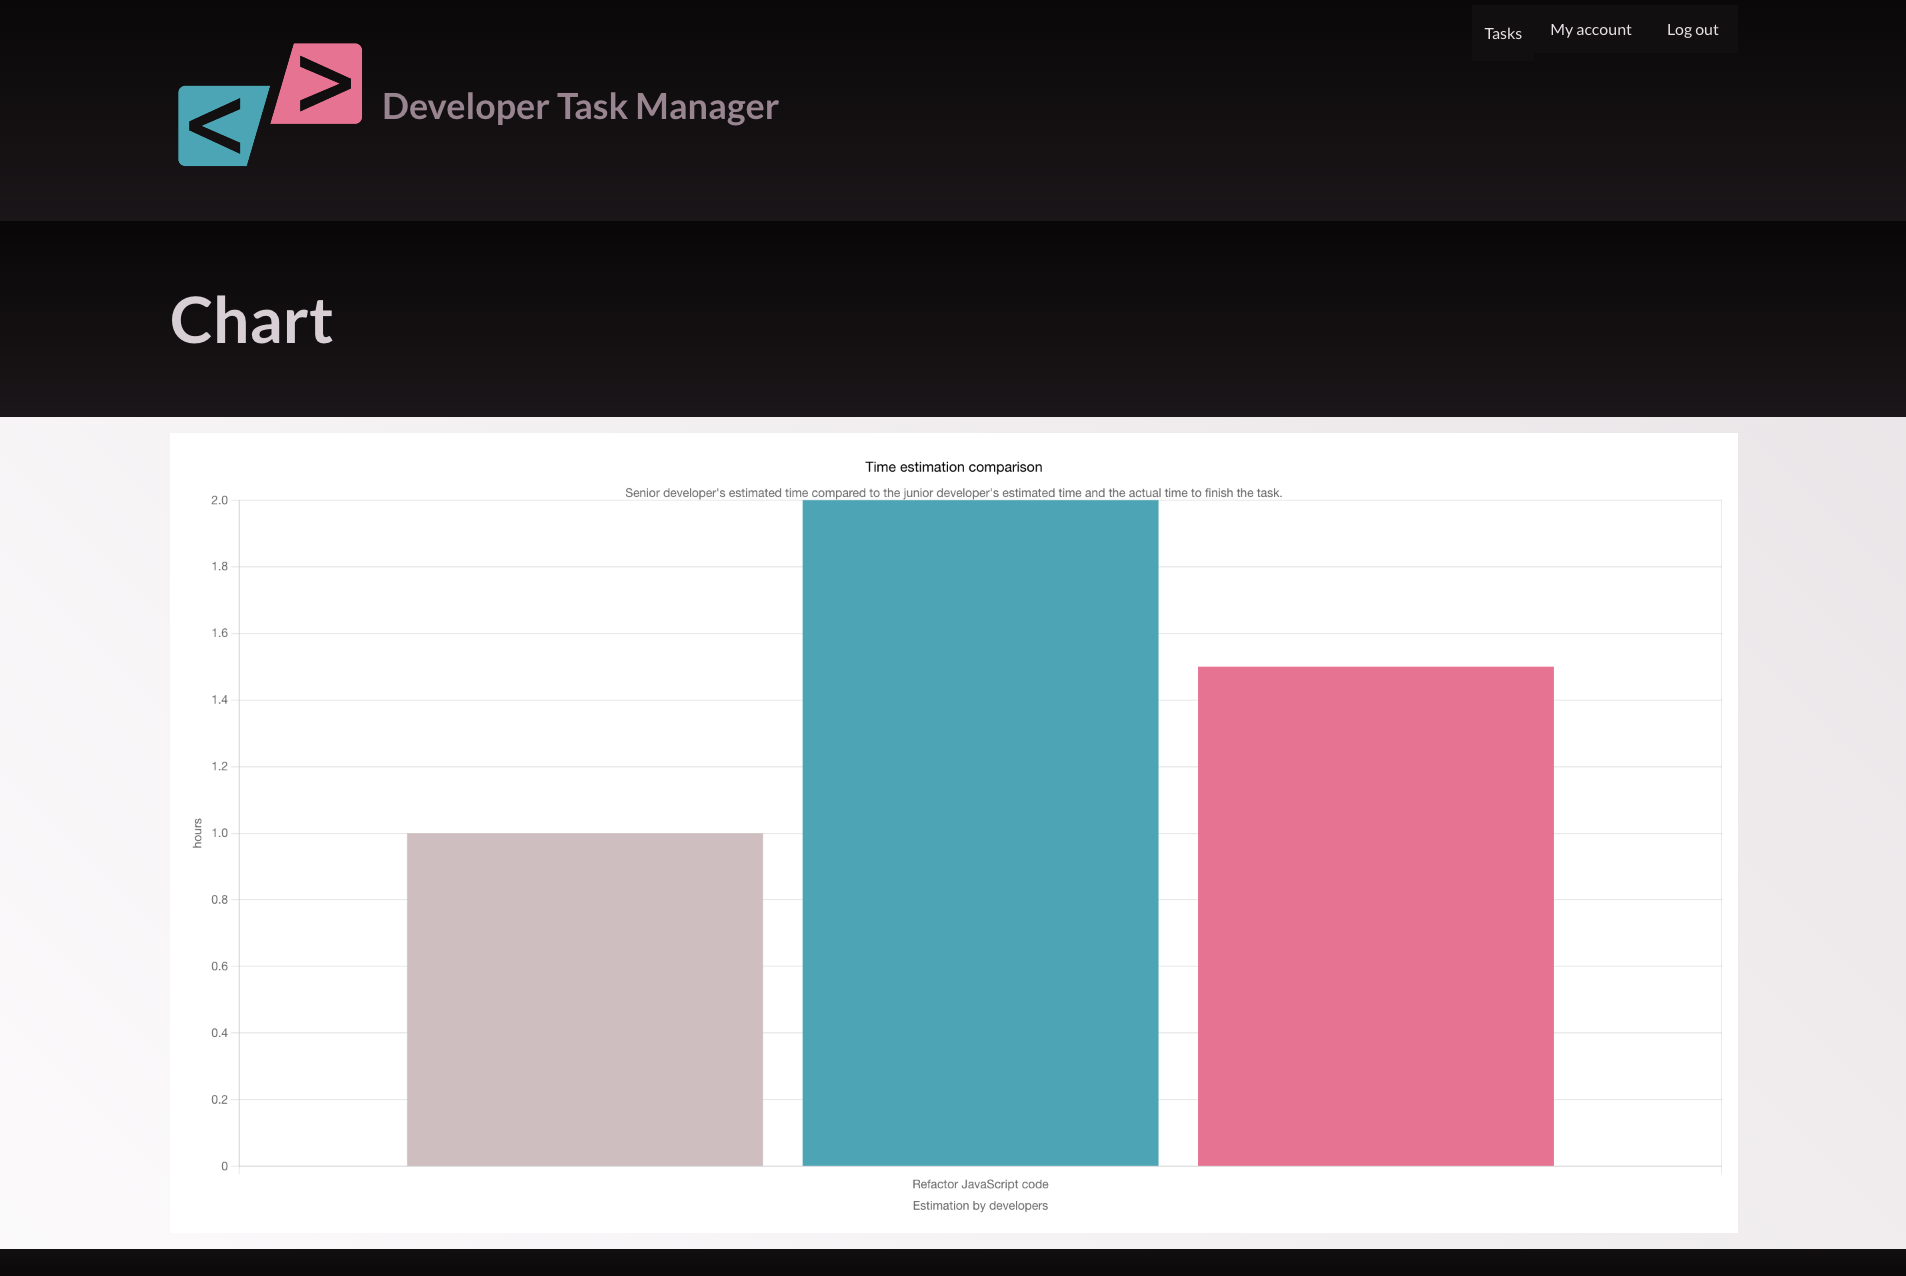 Tasks
My account
Log out
< >
Developer Task Manager
Chart
Time estimation comparison
Senior developer's estimated time compared to the junior developer's estimated time and the actual time to finish the task.
2.0
1.8
1.6
1.4
1.2
1.0
0.8
0.6
0.4
0.2
0
hours
Refactor JavaScript code
Estimation by developers